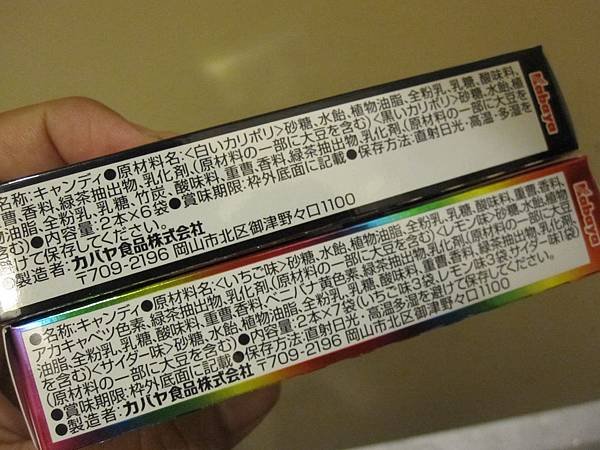 Kabaya
名称:キャンディ●原材料名:<白いカリポリ>砂糖、水飴、植物油脂、全粉乳、乳糖、酸味料、
重曹、香料、緑茶抽出物、乳化剤、(原材料の一部に大豆を含む)<黒いカリポリ>砂糖、水飴、植
物油脂、全粉乳、乳糖、竹炭、酸味料、重曹、香料、緑茶抽出物、乳化剤(原材料の一部に大豆を
含む)●内容量:2本×6袋●賞味期限:枠外底面に記載●保存方法:直射日光・高温・多湿を
避けて保存してください。
●製造者:カバヤ食品株式会社
〒709-2196 岡山市北区御津野々口1100
Kabaya
●名称:キャンディ●原材料名:<いちご味>砂糖、水飴、植物油脂、全粉乳、乳糖、酸味料、重曹、香料、
アカキャベツ色素、緑茶抽出物、乳化剤(原材料の一部に大豆を含む)<レモン味>砂糖、水飴、植物
油脂、全粉乳、乳糖、酸味料、重曹、香料、ベニバナ黄色素、緑茶抽出物、乳化剤、(原材料の一部に大豆
を含む)<サイダー味>砂糖、水飴、植物油脂、全粉乳、乳糖、酸味料、重曹、香料、緑茶抽出物、乳化剤、
(原材料の一部に大豆を含む)●内容量:2本×7袋(いちご味3袋、レモン味3袋、サイダー味1袋)
●賞味期限:枠外底面に記載●保存方法:直射日光・高温多湿を避けて保存してください。
●製造者:カバヤ食品株式会社 〒709-2196 岡山市北区御津野々口1100